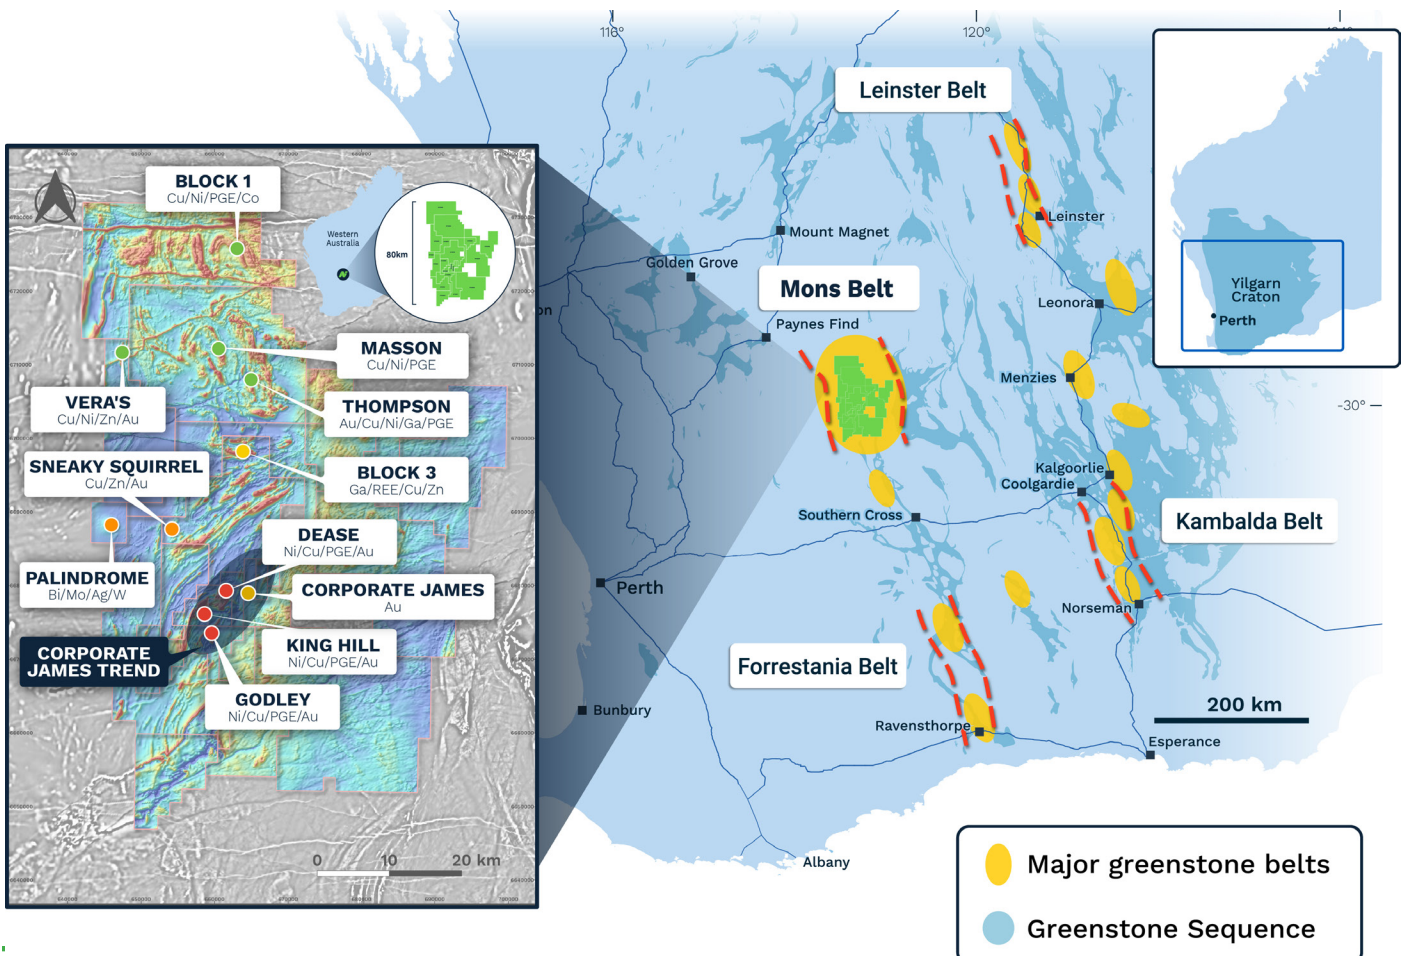 116°
120°
Leinster Belt
Leinster
Mount Magnet
Golden Grove
Mons Belt
Paynes Find
Leonora
Menzies
-30°
Kalgoorlie
Coolgardie
Southern Cross
Kambalda Belt
Perth
Norseman
Forrestania Belt
Bunbury
Ravensthorpe
200 km
Esperance
Albany
on
Yilgarn
Craton
Perth
Major greenstone belts
Greenstone Sequence
BLOCK 1
Cu/Ni/PGE/Co
Western
Australia
80km
N
MASSON
Cu/Ni/PGE
VERA'S
Cu/Ni/Zn/Au
THOMPSON
Au/Cu/Ni/Ga/PGE
SNEAKY SQUIRREL
Cu/Zn/Au
BLOCK 3
Ga/REE/Cu/Zn
DEASE
Ni/Cu/PGE/Au
PALINDROME
Bi/Mo/Ag/W
CORPORATE JAMES
Au
KING HILL
Ni/Cu/PGE/Au
CORPORATE
JAMES TREND
GODLEY
Ni/Cu/PGE/Au
0 10 20 km